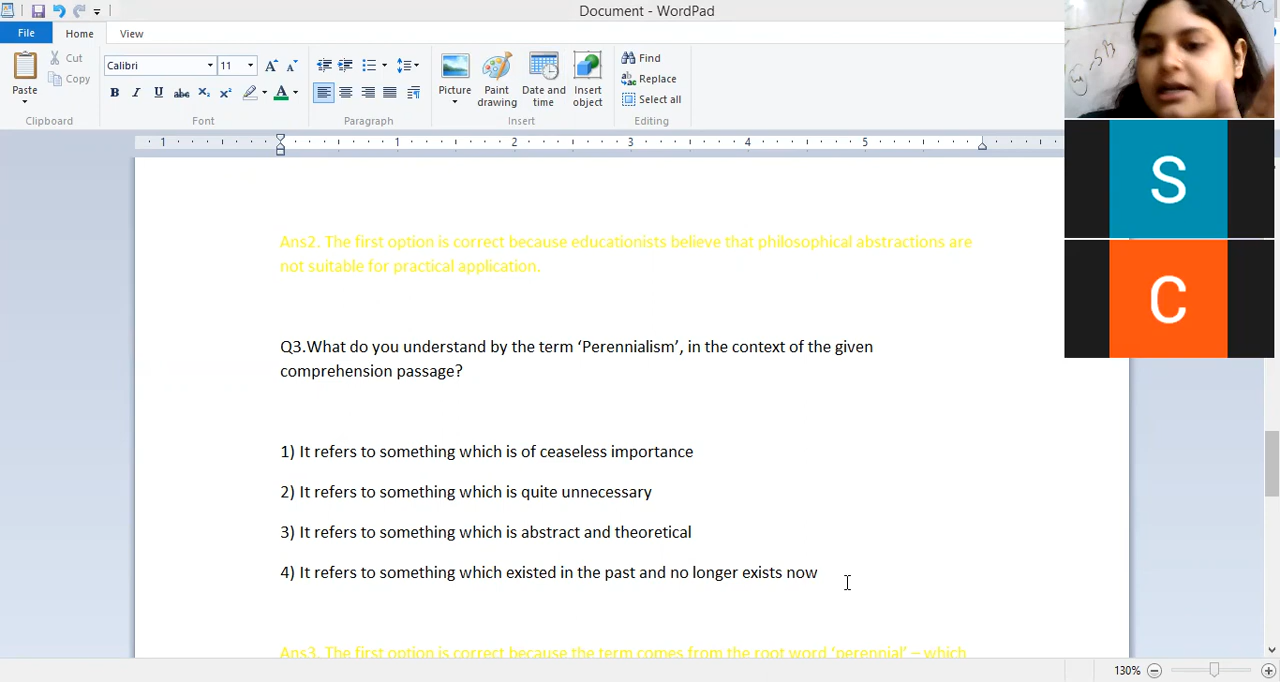 Document - WordPad
File
Home
View
Paste
Cut
Copy
Clipboard
Calibri
11
Font
Paragraph
Picture
Paint drawing
Date and time
Insert object
Insert
Find
Replace
Select all
Editing
1 1 2 3 4 5
Ans2. The first option is correct because educationists believe that philosophical abstractions are
not suitable for practical application.
Q3.What do you understand by the term ‘Perennialism’, in the context of the given
comprehension passage?
1) It refers to something which is of ceaseless importance
2) It refers to something which is quite unnecessary
3) It refers to something which is abstract and theoretical
4) It refers to something which existed in the past and no longer exists now
Ans3. The first option is correct because the term comes from the root word ‘perennial’ – which
S
C
130%